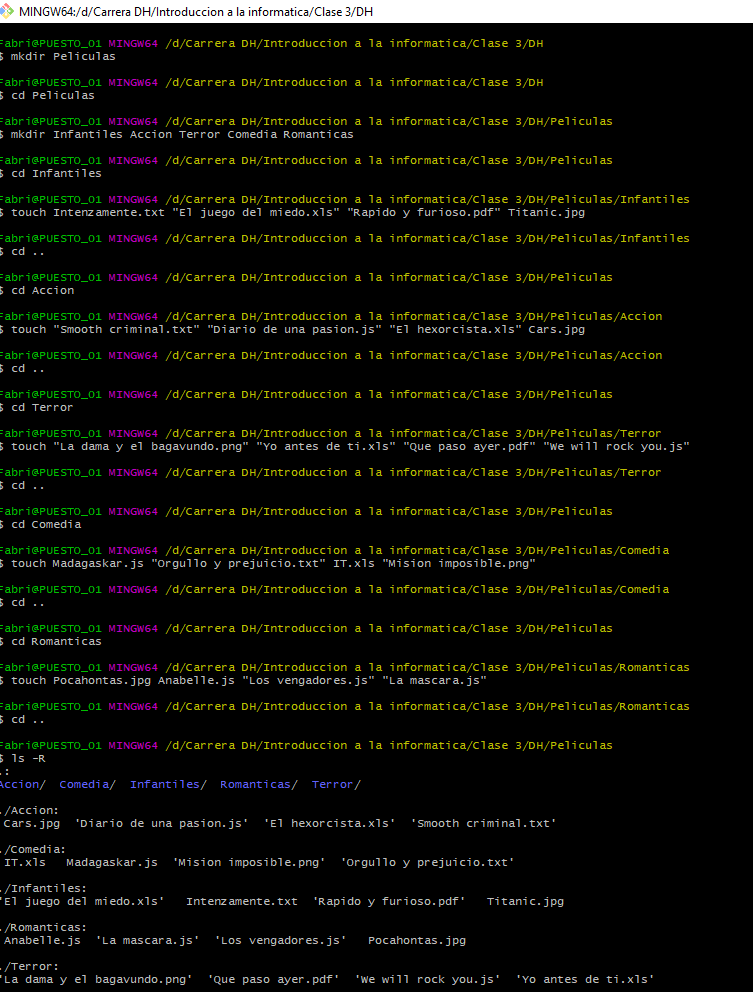 MINGW64:/d/Carrera DH/Introduccion a la informatica/Clase 3/DH
Fabri@PUESTO_01 MINGW64 /d/Carrera DH/Introduccion a la informatica/Clase 3/DH
$ mkdir Peliculas
Fabri@PUESTO_01 MINGW64 /d/Carrera DH/Introduccion a la informatica/Clase 3/DH
$ cd Peliculas
Fabri@PUESTO_01 MINGW64 /d/Carrera DH/Introduccion a la informatica/Clase 3/DH/Peliculas
$ mkdir Infantiles Accion Terror Comedia Romanticas
Fabri@PUESTO_01 MINGW64 /d/Carrera DH/Introduccion a la informatica/Clase 3/DH/Peliculas
$ cd Infantiles
Fabri@PUESTO_01 MINGW64 /d/Carrera DH/Introduccion a la informatica/Clase 3/DH/Peliculas/Infantiles
$ touch Intenzamente.txt "El juego del miedo.xls" "Rapido y furioso.pdf" Titanic.jpg
Fabri@PUESTO_01 MINGW64 /d/Carrera DH/Introduccion a la informatica/Clase 3/DH/Peliculas/Infantiles
$ cd ..
Fabri@PUESTO_01 MINGW64 /d/Carrera DH/Introduccion a la informatica/Clase 3/DH/Peliculas
$ cd Accion
Fabri@PUESTO_01 MINGW64 /d/Carrera DH/Introduccion a la informatica/Clase 3/DH/Peliculas/Accion
$ touch "Smooth criminal.txt" "Diario de una pasion.js" "El hexorcista.xls" Cars.jpg
Fabri@PUESTO_01 MINGW64 /d/Carrera DH/Introduccion a la informatica/Clase 3/DH/Peliculas/Accion
$ cd ..
Fabri@PUESTO_01 MINGW64 /d/Carrera DH/Introduccion a la informatica/Clase 3/DH/Peliculas
$ cd Terror
Fabri@PUESTO_01 MINGW64 /d/Carrera DH/Introduccion a la informatica/Clase 3/DH/Peliculas/Terror
$ touch "La dama y el bagavundo.png" "Yo antes de ti.xls" "Que paso ayer.pdf" "We will rock you.js"
Fabri@PUESTO_01 MINGW64 /d/Carrera DH/Introduccion a la informatica/Clase 3/DH/Peliculas/Terror
$ cd ..
Fabri@PUESTO_01 MINGW64 /d/Carrera DH/Introduccion a la informatica/Clase 3/DH/Peliculas
$ cd Comedia
Fabri@PUESTO_01 MINGW64 /d/Carrera DH/Introduccion a la informatica/Clase 3/DH/Peliculas/Comedia
$ touch Madagaskar.js "Orgullo y prejuicio.txt" IT.xls "Mision imposible.png"
Fabri@PUESTO_01 MINGW64 /d/Carrera DH/Introduccion a la informatica/Clase 3/DH/Peliculas/Comedia
$ cd ..
Fabri@PUESTO_01 MINGW64 /d/Carrera DH/Introduccion a la informatica/Clase 3/DH/Peliculas
$ cd Romanticas
Fabri@PUESTO_01 MINGW64 /d/Carrera DH/Introduccion a la informatica/Clase 3/DH/Peliculas/Romanticas
$ touch Pocahontas.jpg Anabelle.js "Los vengadores.js" "La mascara.js"
Fabri@PUESTO_01 MINGW64 /d/Carrera DH/Introduccion a la informatica/Clase 3/DH/Peliculas/Romanticas
$ cd ..
Fabri@PUESTO_01 MINGW64 /d/Carrera DH/Introduccion a la informatica/Clase 3/DH/Peliculas
$ ls -R
.:
Accion/  Comedia/  Infantiles/  Romanticas/  Terror/
./Accion:
Cars.jpg  'Diario de una pasion.js'  'El hexorcista.xls'  'Smooth criminal.txt'
./Comedia:
IT.xls   Madagaskar.js  'Mision imposible.png'  'Orgullo y prejuicio.txt'
./Infantiles:
'El juego del miedo.xls'   Intenzamente.txt  'Rapido y furioso.pdf'   Titanic.jpg
./Romanticas:
Anabelle.js  'La mascara.js'  'Los vengadores.js'   Pocahontas.jpg
./Terror:
'La dama y el bagavundo.png'  'Que paso ayer.pdf'  'We will rock you.js'  'Yo antes de ti.xls'